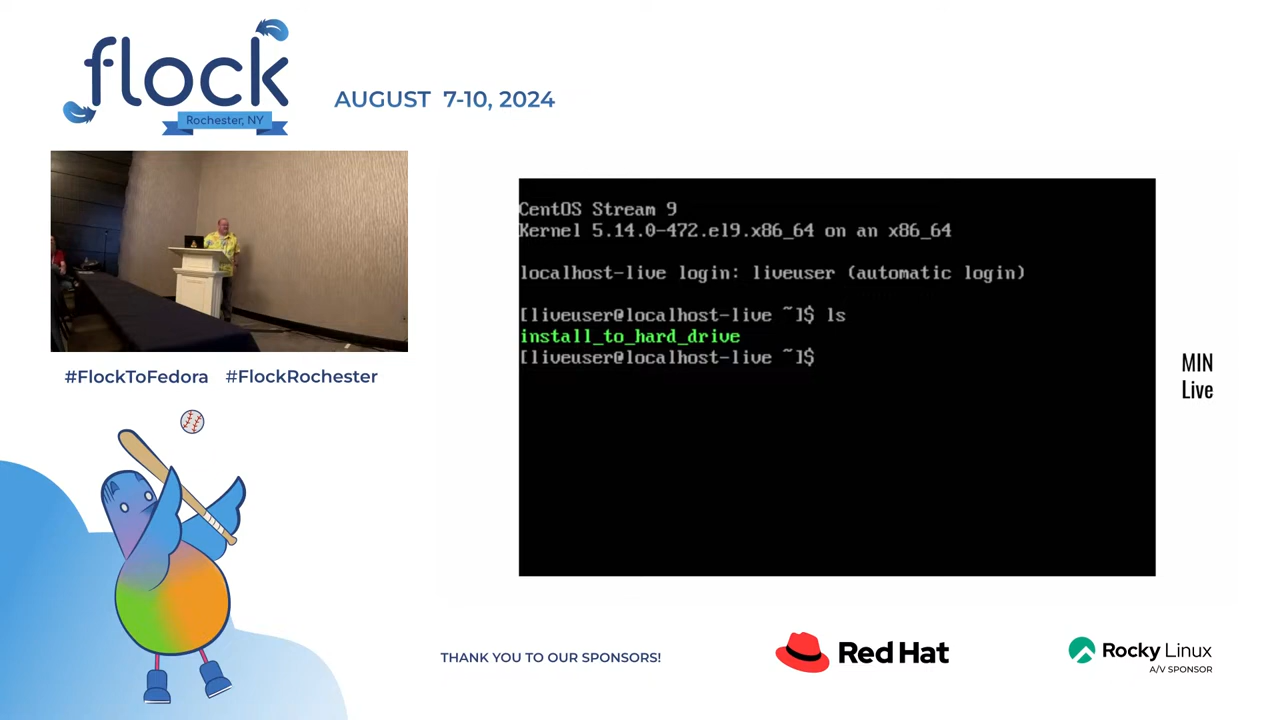 flock
Rochester, NY
AUGUST 7-10, 2024
#FlockToFedora #FlockRochester
CentOS Stream 9
Kernel 5.14.0-472.el9.x86_64 on an x86_64
localhost-live login: liveuser (automatic login)
[liveuser@localhost-live ~]$ ls
install_to_hard_drive
[liveuser@localhost-live ~]$
MIN
Live
THANK YOU TO OUR SPONSORS!
Red Hat
Rocky Linux
A/V SPONSOR